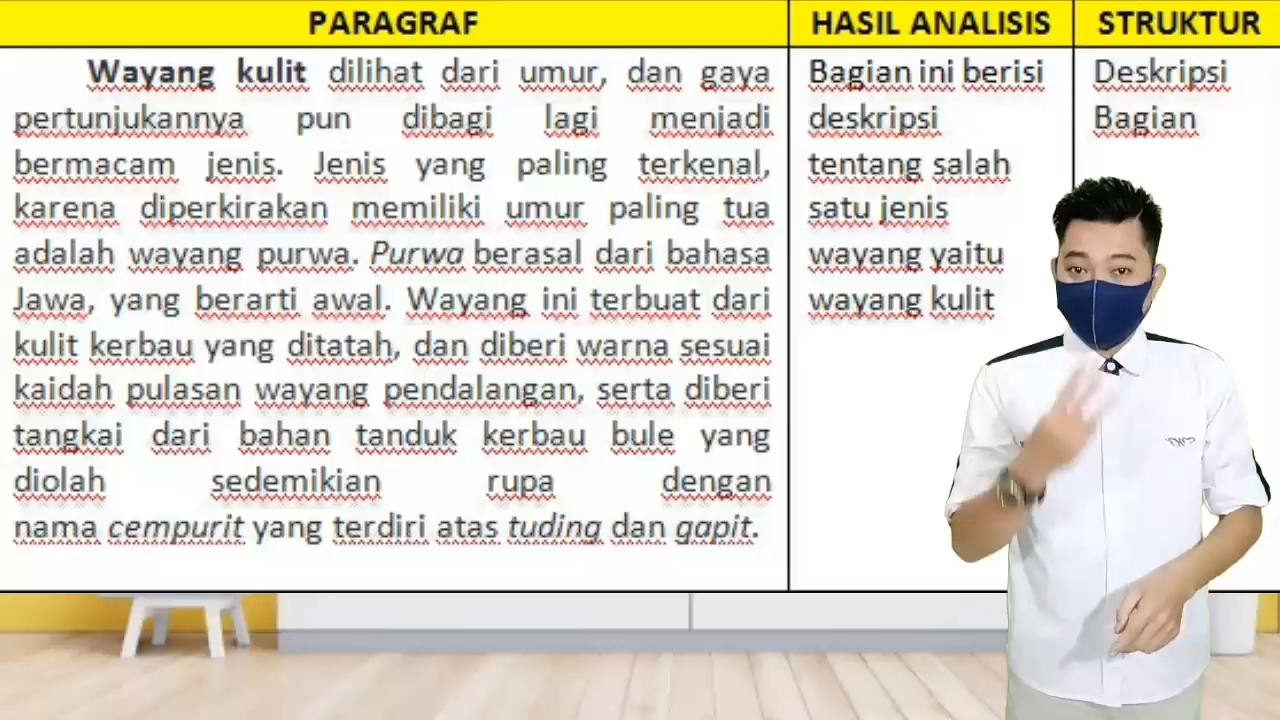 PARAGRAF
HASIL ANALISIS
STRUKTUR
Wayang kulit dilihat dari umur, dan gaya
pertunjukannya pun dibagi lagi menjadi
bermacam jenis. Jenis yang paling terkenal,
karena diperkirakan memiliki umur paling tua
adalah wayang purwa. Purwa berasal dari bahasa
Jawa, yang berarti awal. Wayang ini terbuat dari
kulit kerbau yang ditatah, dan diberi warna sesuai
kaidah pulasan wayang pendalangan, serta diberi
tangkai dari bahan tanduk kerbau bule yang
diolah sedemikian rupa dengan
nama cempurit yang terdiri atas tuding dan gapit.
Bagian ini berisi
deskripsi
tentang salah
satu jenis
wayang yaitu
wayang kulit
Deskripsi
Bagian